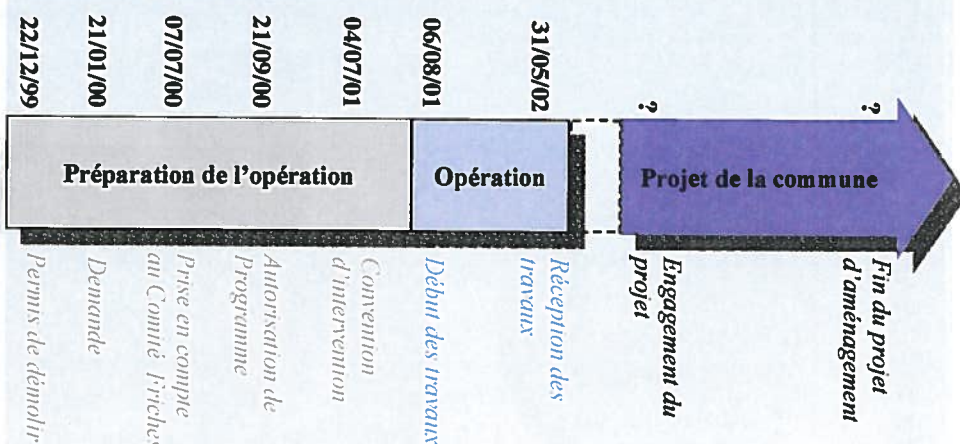 22/12/99
21/01/00
07/07/00
21/09/00
04/07/01
06/08/01
31/05/02
?
?
Préparation de l'opération
Opération
Projet de la commune
Permis de démolir
Demande
Prise en compte
au Comité Friches
Autorisation de
Programme
Convention
d'intervention
Début des travaux
Réception des
travaux
Engagement du
projet
Fin du projet
d'aménagement